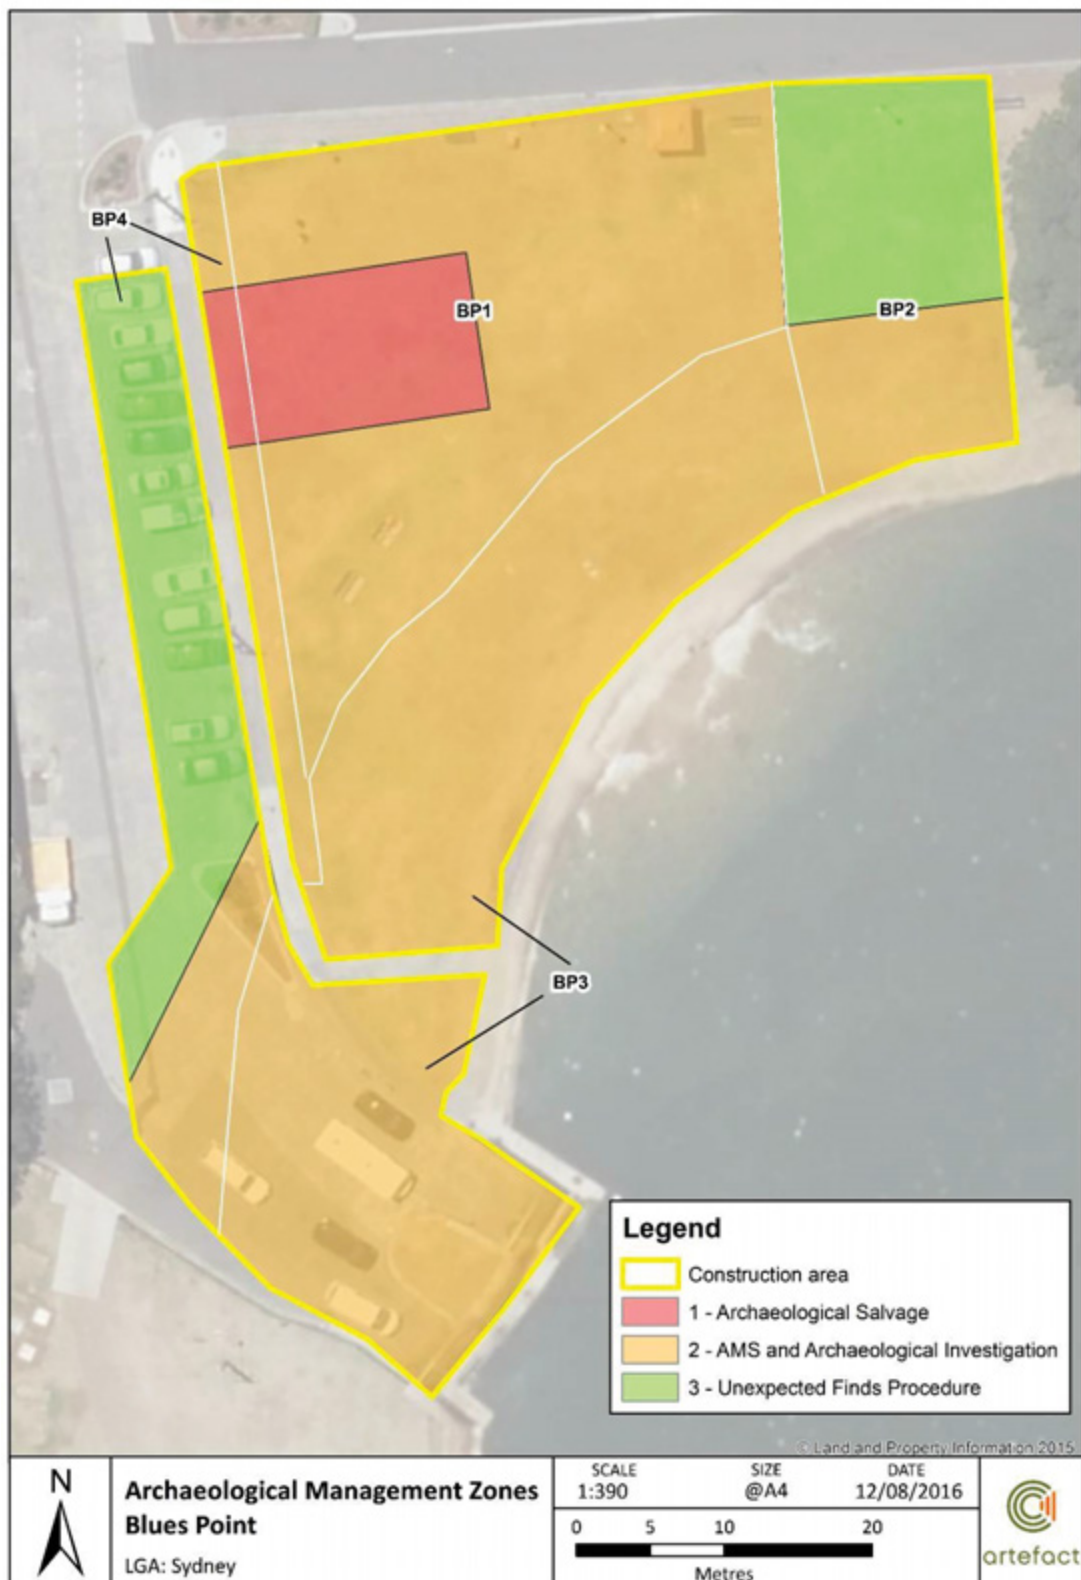 BP4
BP1
BP2
BP3
Legend
Construction area
1 - Archaeological Salvage
2 - AMS and Archaeological Investigation
3 - Unexpected Finds Procedure
© Land and Property Information 2015
N
Archaeological Management Zones
Blues Point
LGA: Sydney
SCALE
1:390
SIZE
@A4
DATE
12/08/2016
0 5 10 20
Metres
artefact